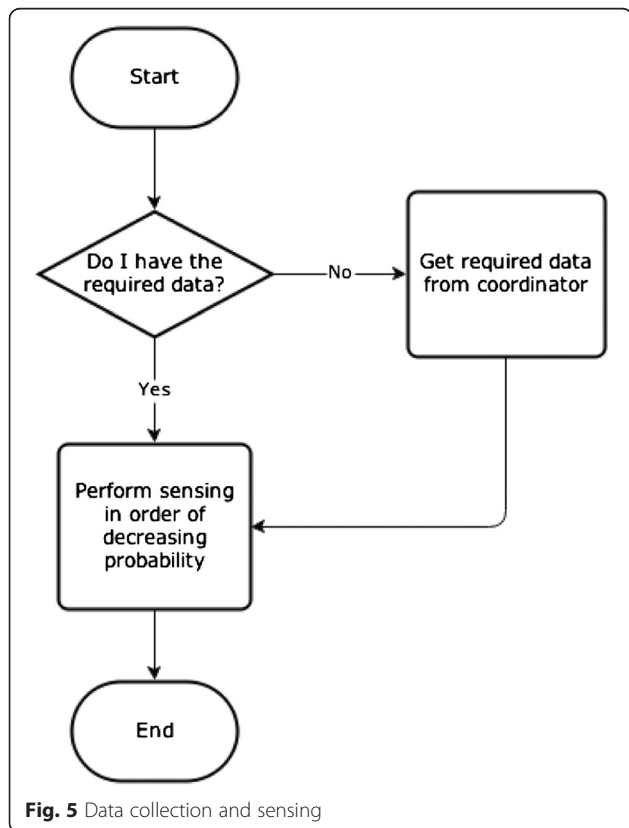 Start
Do I have the
required data?
No
Get required data
from coordinator
Yes
Perform sensing
in order of
decreasing
probability
End
Fig. 5 Data collection and sensing